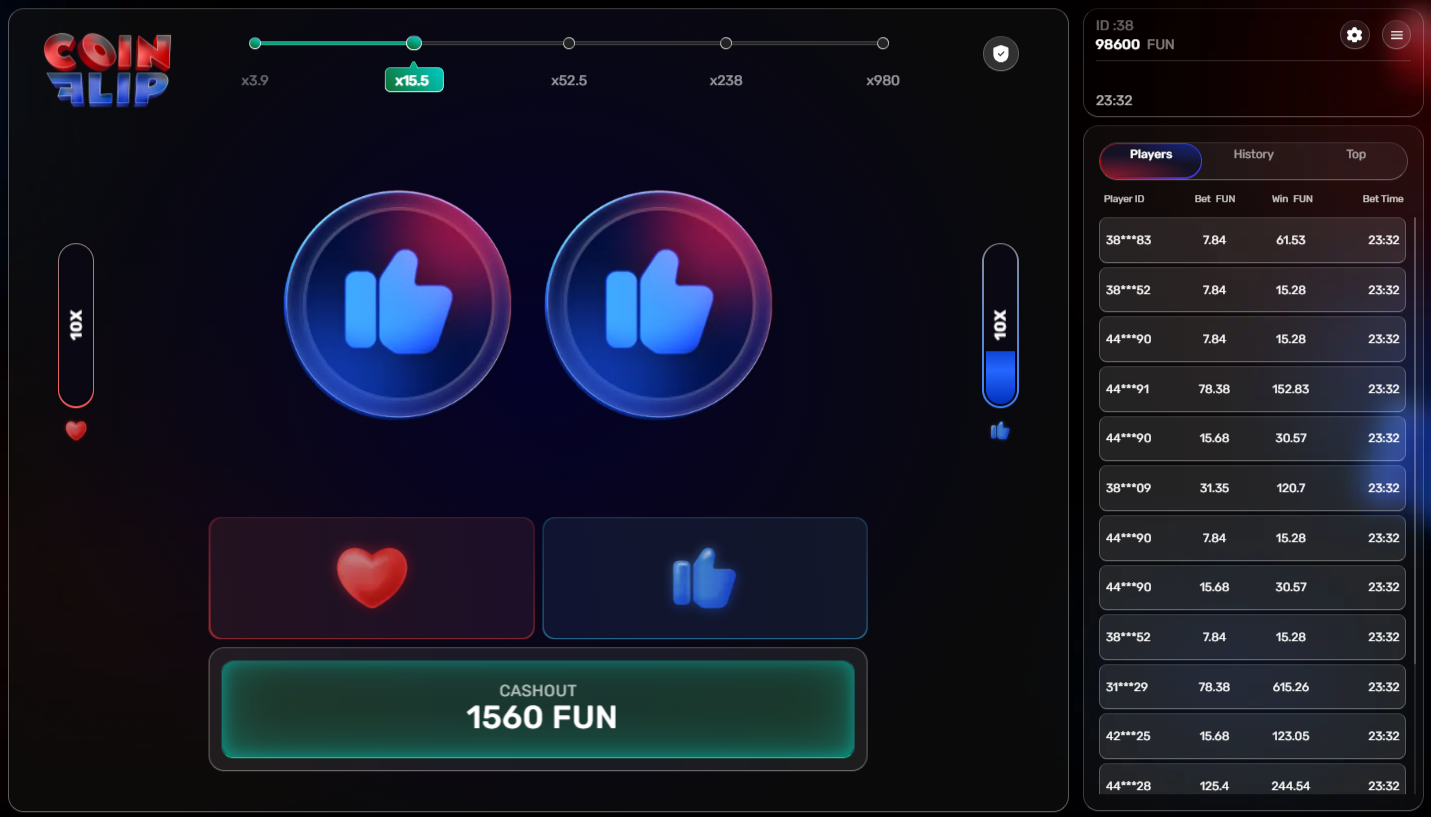 COIN
FLIP
x3.9
x15.5
x52.5
x238
x980
10X
10X
CASHOUT
1560 FUN
ID :38
98600 FUN
23:32
Players History Top
Player ID Bet FUN Win FUN Bet Time
38***83 7.84 61.53 23:32
38***52 7.84 15.28 23:32
44***90 7.84 15.28 23:32
44***91 78.38 152.83 23:32
44***90 15.68 30.57 23:32
38***09 31.35 120.7 23:32
44***90 7.84 15.28 23:32
44***90 15.68 30.57 23:32
38***52 7.84 15.28 23:32
31***29 78.38 615.26 23:32
42***25 15.68 123.05 23:32
44***28 125.4 244.54 23:32